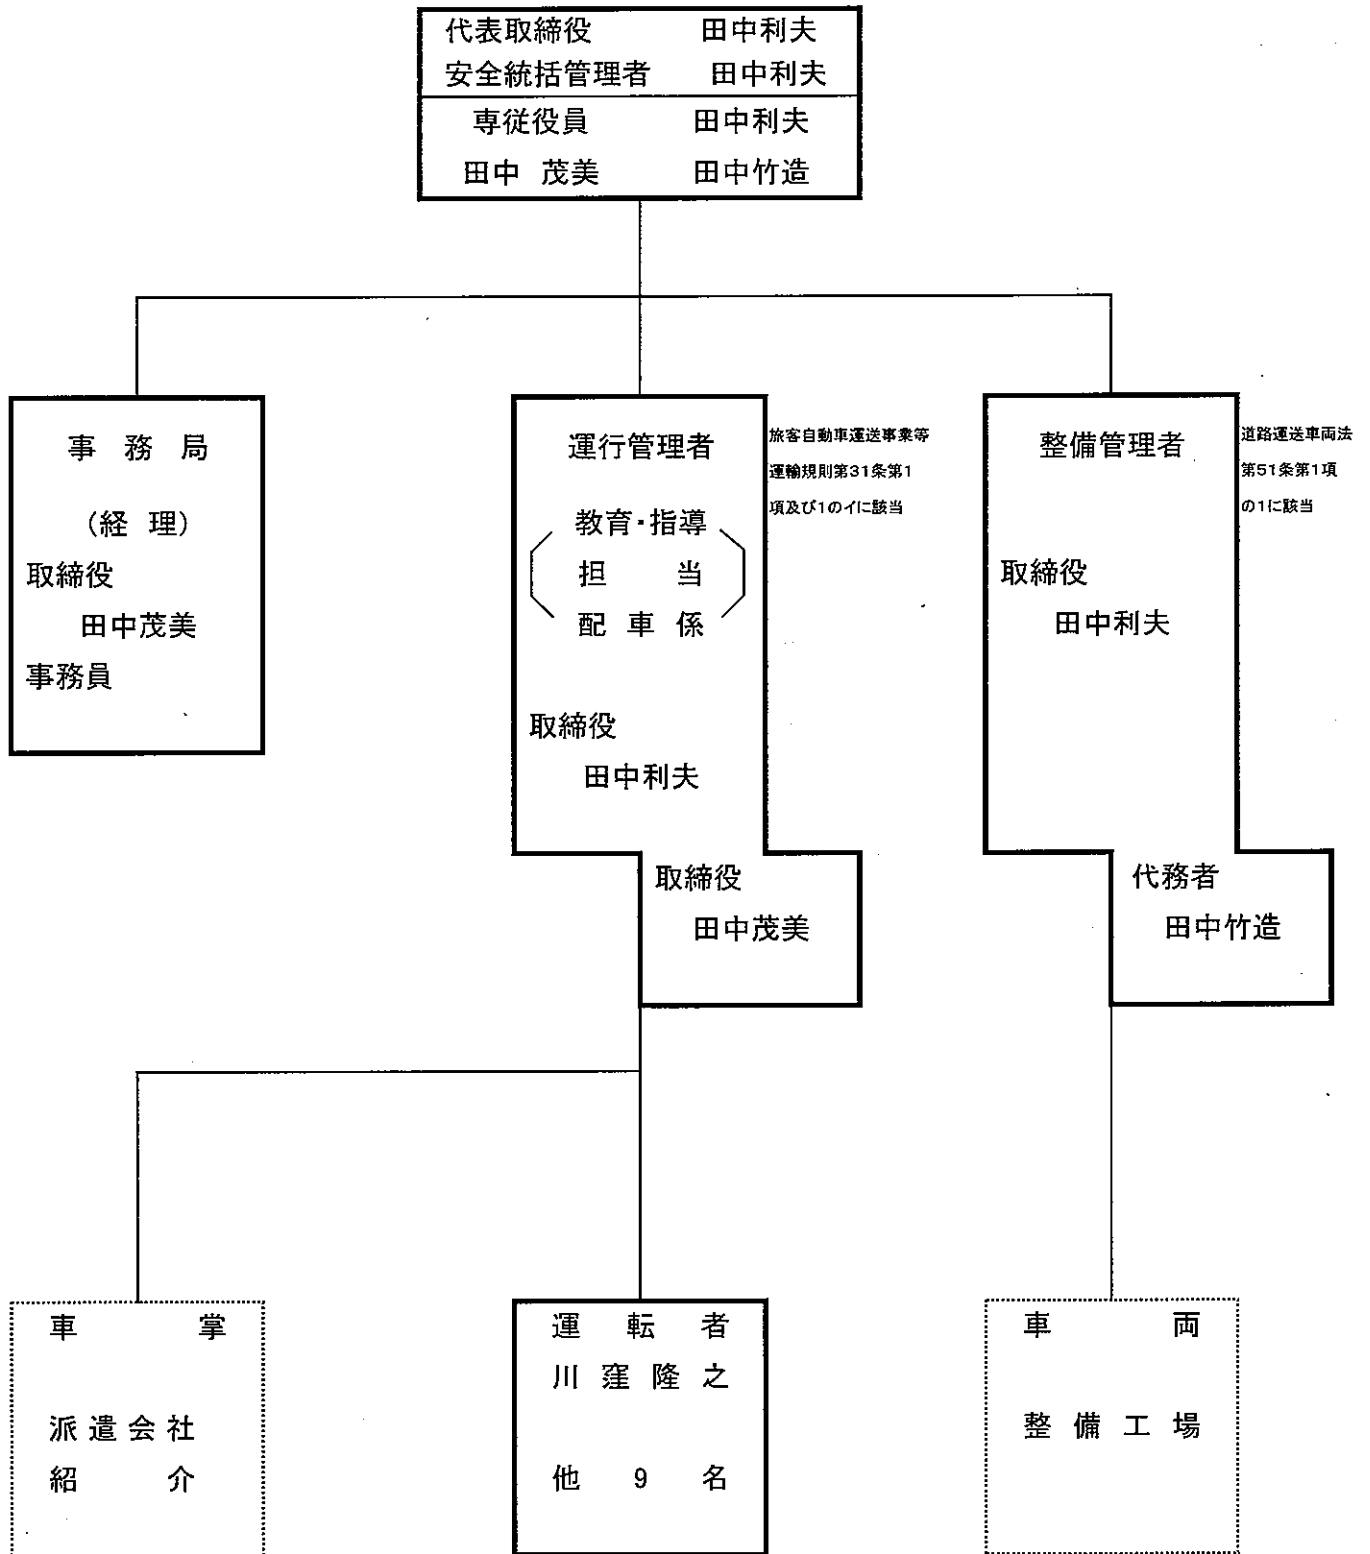 代表取締役 田中利夫
安全統括管理者 田中利夫
専従役員 田中利夫
田中 茂美 田中竹造
事務局
(経理)
取締役
田中茂美
事務員
運行管理者
教育・指導
担当
配車係
取締役
田中利夫
取締役
田中茂美
旅客自動車運送事業等
運輸規則第31条第1
項及び1のイに該当
整備管理者
取締役
田中利夫
代務者
田中竹造
道路運送車両法
第51条第1項
の1に該当
車掌
派遣会社
紹介
運転者
川窪隆之
他9名
車両
整備工場